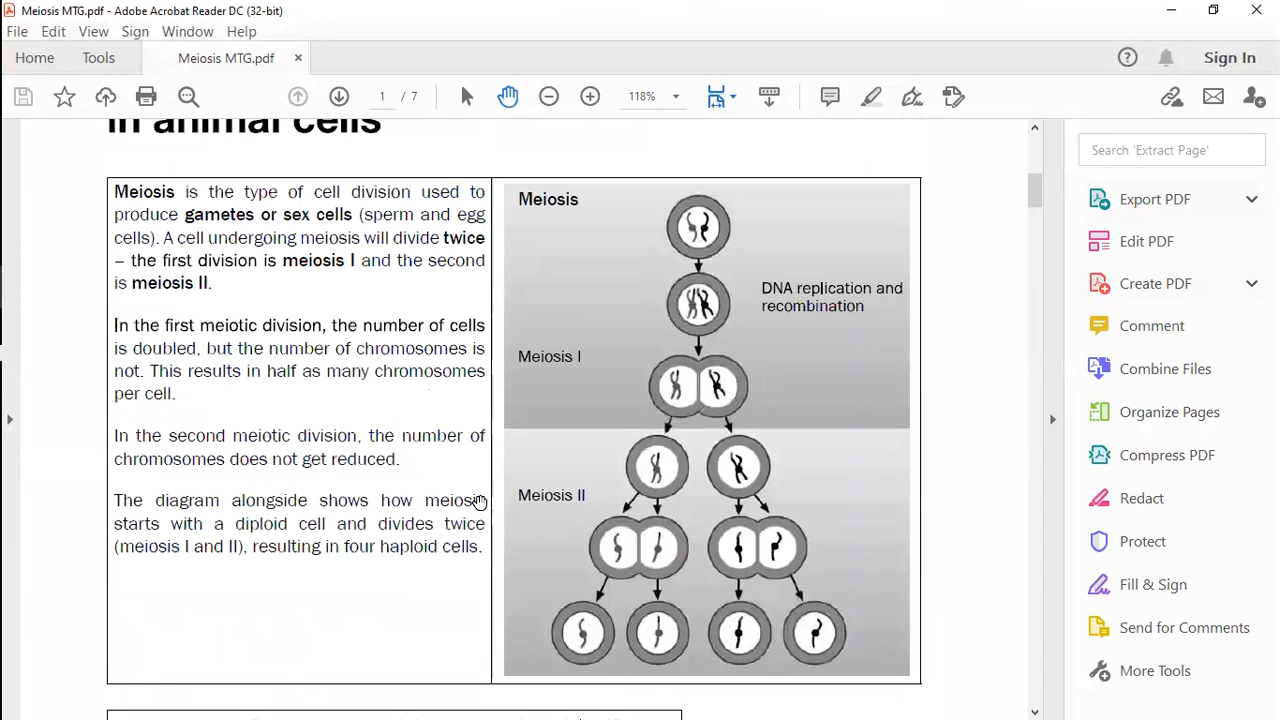 Meiosis MTG.pdf - Adobe Acrobat Reader DC (32-bit)
File Edit View Sign Window Help
Home Tools Meiosis MTG.pdf × Sign In
1 / 7 118%
in animal cells
Search 'Extract Page'
Meiosis is the type of cell division used to
produce gametes or sex cells (sperm and egg
cells). A cell undergoing meiosis will divide twice
– the first division is meiosis I and the second
is meiosis II.
In the first meiotic division, the number of cells
is doubled, but the number of chromosomes is
not. This results in half as many chromosomes
per cell.
In the second meiotic division, the number of
chromosomes does not get reduced.
The diagram alongside shows how meiosis
starts with a diploid cell and divides twice
(meiosis I and II), resulting in four haploid cells.
Meiosis
DNA replication and
recombination
Meiosis I
Meiosis II
Export PDF
Edit PDF
Create PDF
Comment
Combine Files
Organize Pages
Compress PDF
Redact
Protect
Fill & Sign
Send for Comments
More Tools